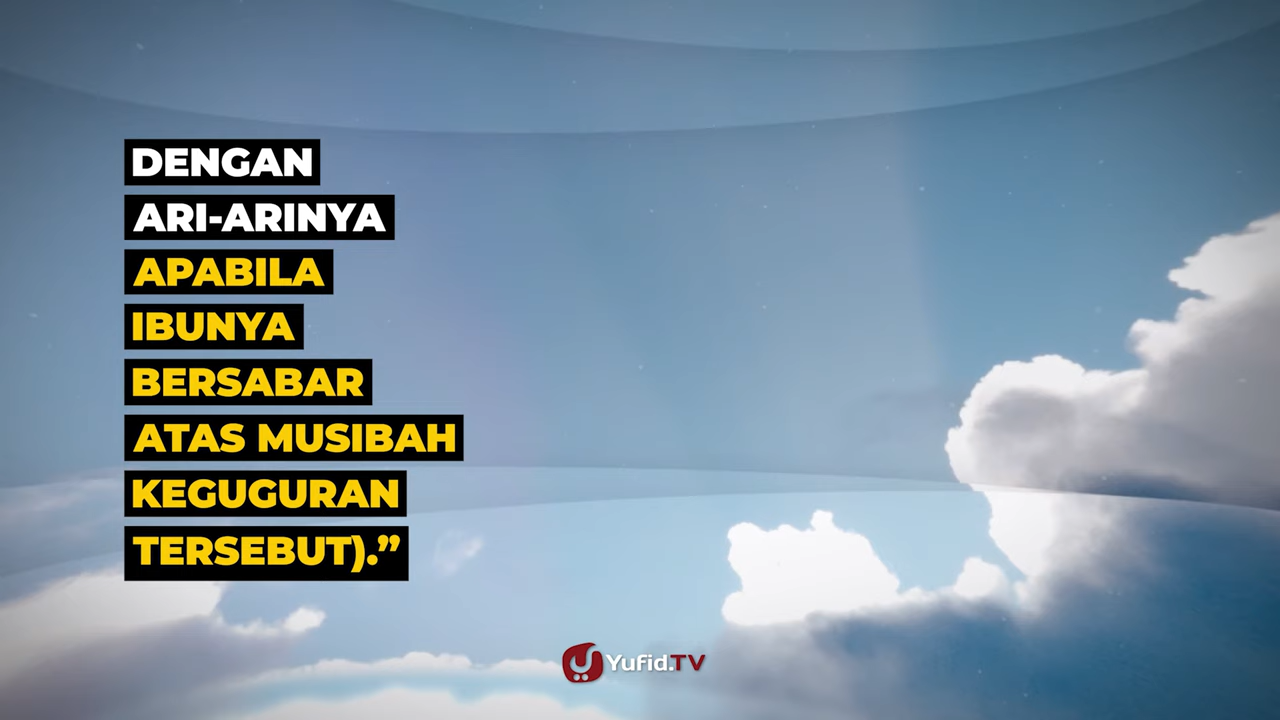 DENGAN
ARI-ARINYA
APABILA
IBUNYA
BERSABAR
ATAS MUSIBAH
KEGUGURAN
TERSEBUT).”
Yufid.TV